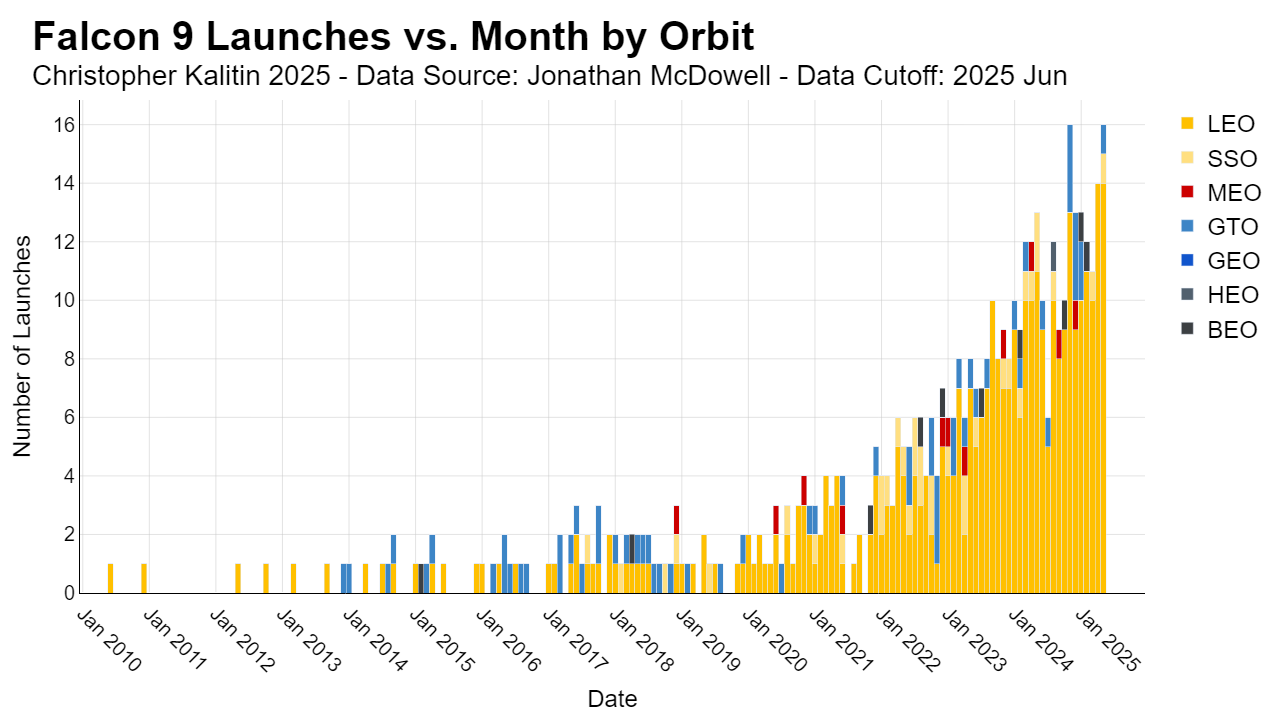 Falcon 9 Launches vs. Month by Orbit
Christopher Kalitin 2025 - Data Source: Jonathan McDowell - Data Cutoff: 2025 Jun
Number of Launches
16
14
12
10
8
6
4
2
0
Jan 2010
Jan 2011
Jan 2012
Jan 2013
Jan 2014
Jan 2015
Jan 2016
Jan 2017
Jan 2018
Jan 2019
Jan 2020
Jan 2021
Jan 2022
Jan 2023
Jan 2024
Jan 2025
Date
LEO
SSO
MEO
GTO
GEO
HEO
BEO